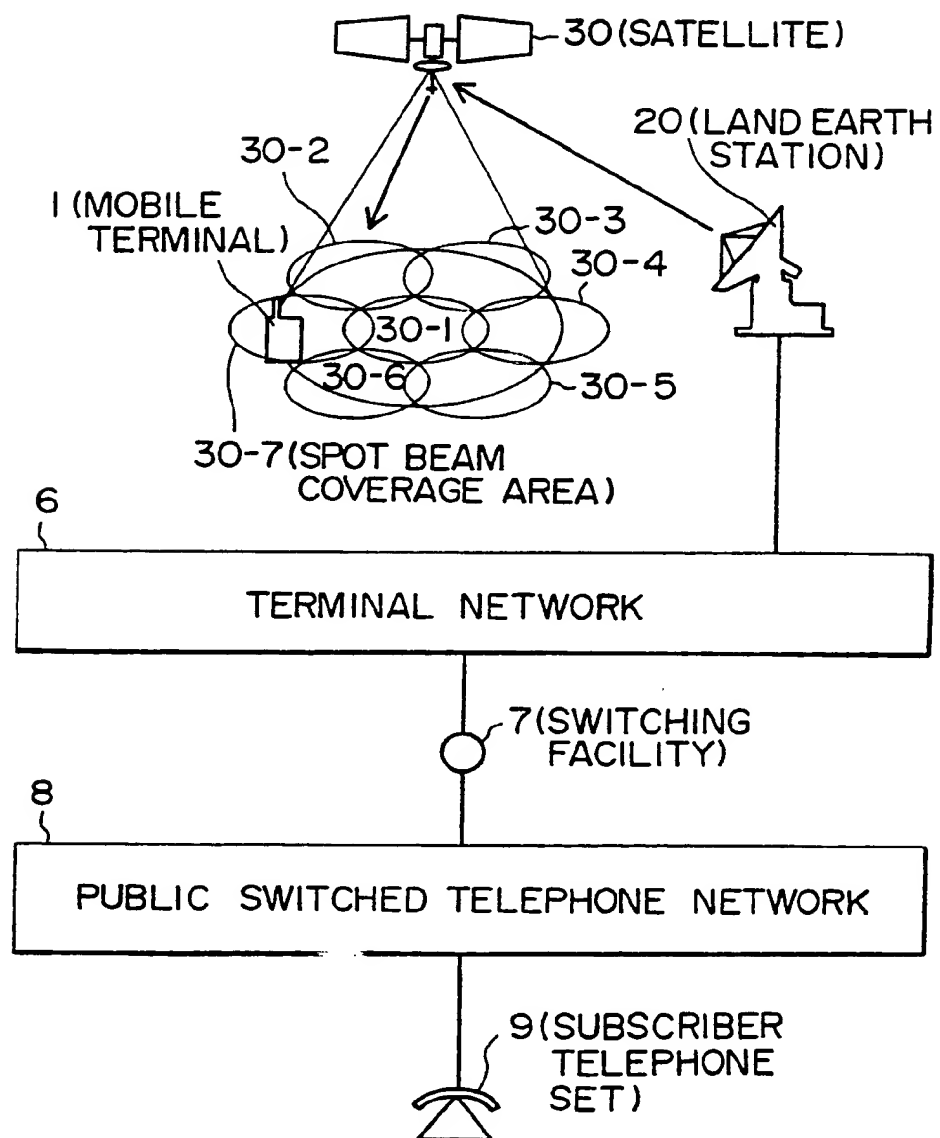 30(SATELLITE)
20(LAND EARTH
STATION)
30-2
1(MOBILE
TERMINAL)
30-3
30-4
30-1
30-6
30-5
30-7(SPOT BEAM
COVERAGE AREA)
6
TERMINAL NETWORK
7(SWITCHING
FACILITY)
8
PUBLIC SWITCHED TELEPHONE NETWORK
9(SUBSCRIBER
TELEPHONE
SET)